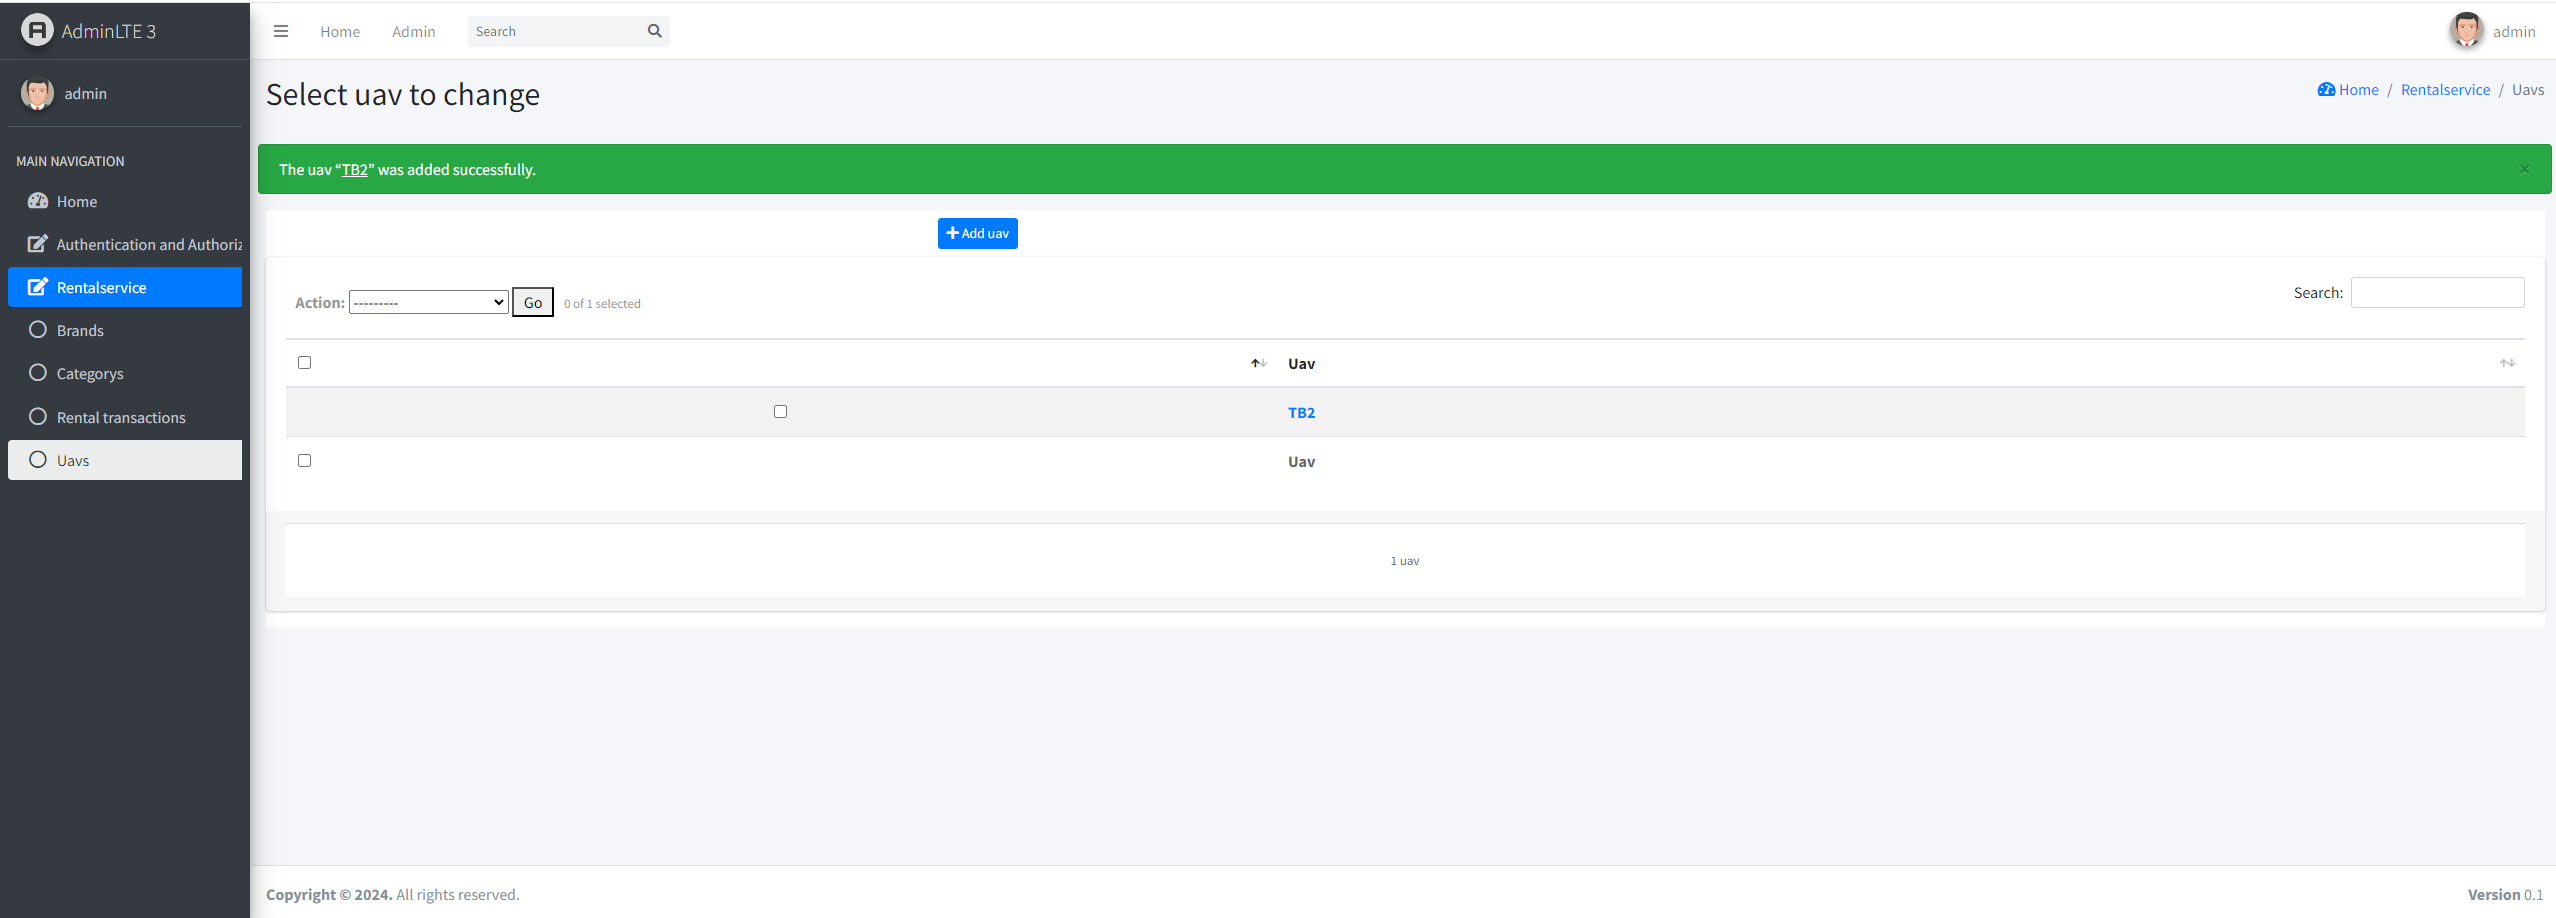 AdminLTE 3
Home
Admin
Search
admin
admin
MAIN NAVIGATION
Home
Authentication and Authoriz
Rentalservice
Brands
Categorys
Rental transactions
Uavs
Select uav to change
Home / Rentalservice / Uavs
The uav “TB2” was added successfully.
×
Add uav
Action: --------- Go 0 of 1 selected
Search:
Uav
TB2
Uav
1 uav
Copyright © 2024. All rights reserved.
Version 0.1